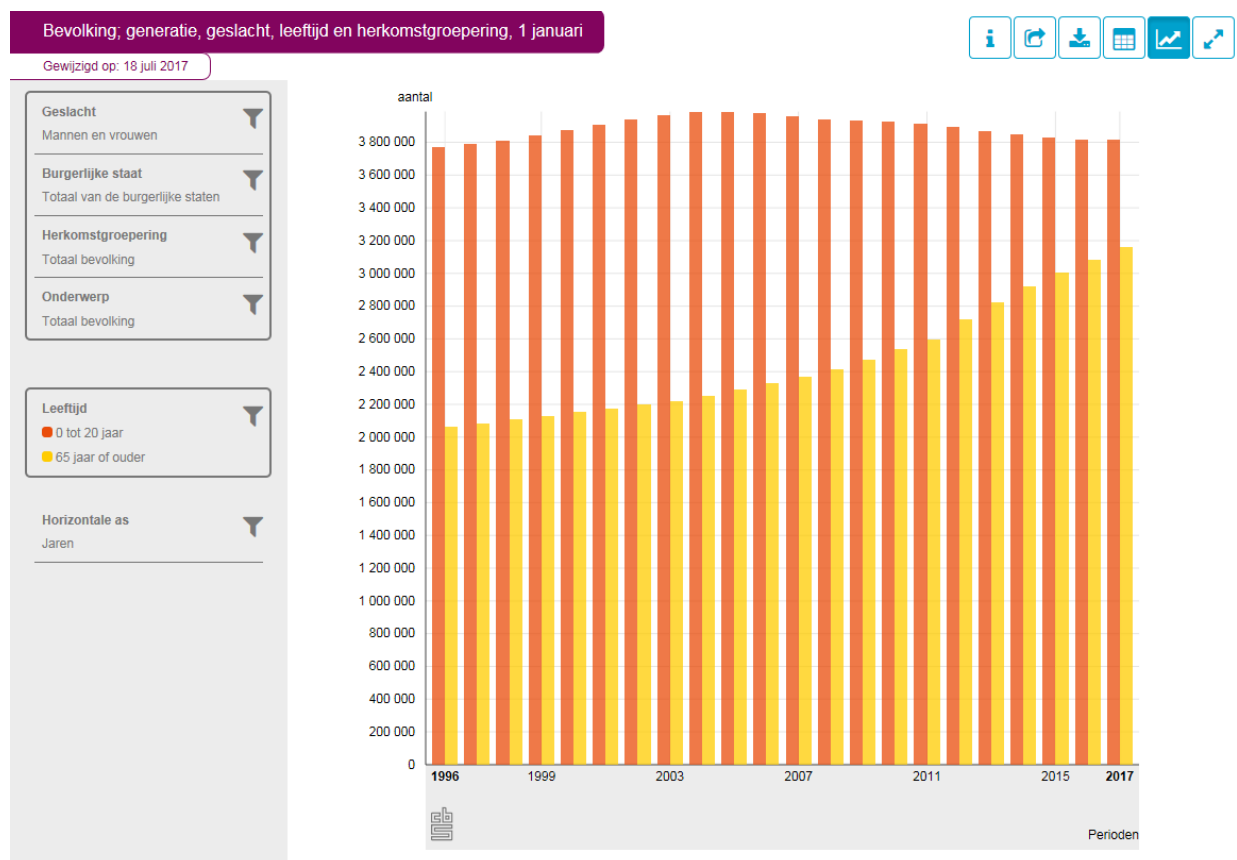 Bevolking; generatie, geslacht, leeftijd en herkomstgroepering, 1 januari
Gewijzigd op: 18 juli 2017
Geslacht
Mannen en vrouwen
Burgerlijke staat
Totaal van de burgerlijke staten
Herkomstgroepering
Totaal bevolking
Onderwerp
Totaal bevolking
Leeftijd
0 tot 20 jaar
65 jaar of ouder
Horizontale as
Jaren
aantal
3 800 000
3 600 000
3 400 000
3 200 000
3 000 000
2 800 000
2 600 000
2 400 000
2 200 000
2 000 000
1 800 000
1 600 000
1 400 000
1 200 000
1 000 000
800 000
600 000
400 000
200 000
0
1996 1999 2003 2007 2011 2015 2017
cbs
Perioden